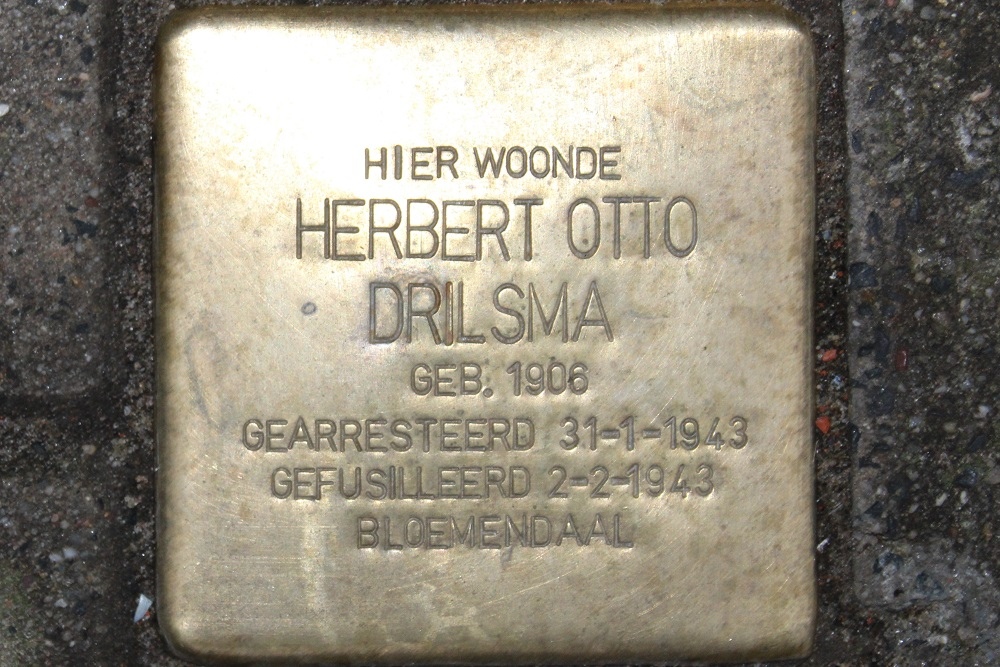 HIER WOONDE
HERBERT OTTO
DRILSMA
GEB. 1906
GEARRESTEERD 31-1-1943
GEFUSILLEERD 2-2-1943
BLOEMENDAAL